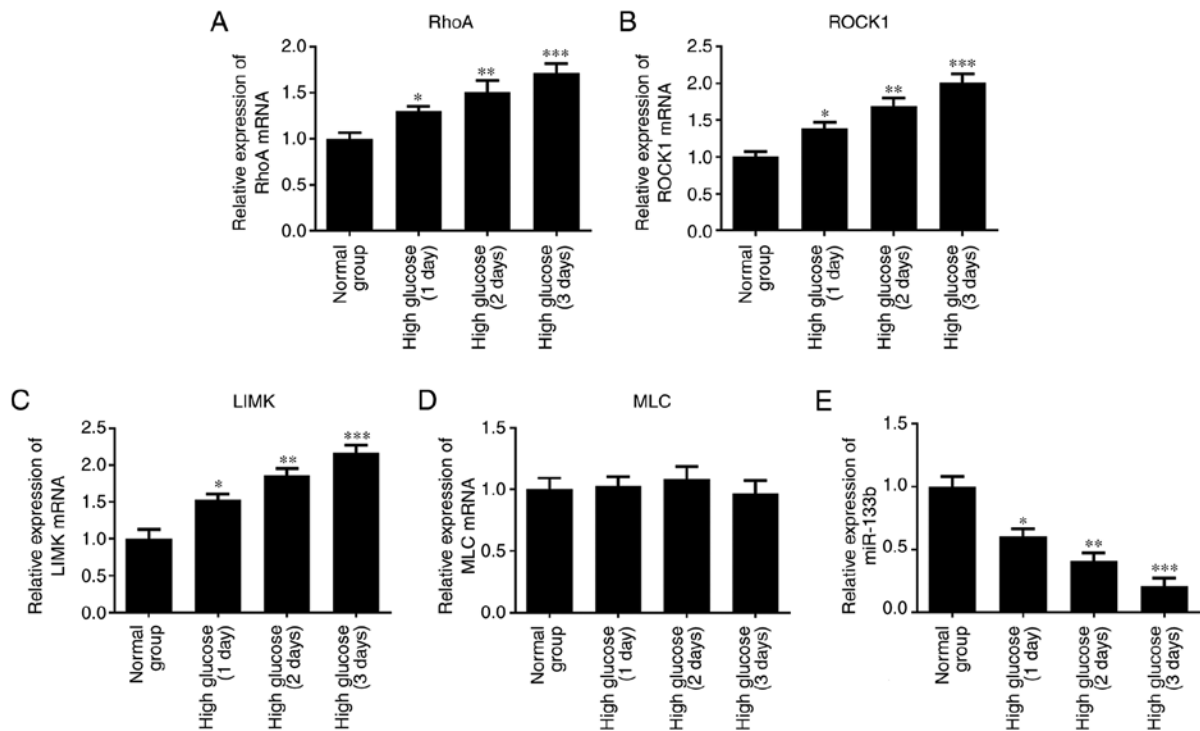 A
RhoA
Relative expression of
RhoA mRNA
2.0
1.5
1.0
0.5
0.0
*
**
***
Normal
group
High glucose
(1 day)
High glucose
(2 days)
High glucose
(3 days)
B
ROCK1
Relative expression of
ROCK1 mRNA
2.5
2.0
1.5
1.0
0.5
0.0
*
**
***
Normal
group
High glucose
(1 day)
High glucose
(2 days)
High glucose
(3 days)
C
LIMK
Relative expression of
LIMK mRNA
2.5
2.0
1.5
1.0
0.5
0.0
*
**
***
Normal
group
High glucose
(1 day)
High glucose
(2 days)
High glucose
(3 days)
D
MLC
Relative expression of
MLC mRNA
1.5
1.0
0.5
0.0
Normal
group
High glucose
(1 day)
High glucose
(2 days)
High glucose
(3 days)
E
Relative expression of
miR-133b
1.5
1.0
0.5
0.0
*
**
***
Normal
group
High glucose
(1 day)
High glucose
(2 days)
High glucose
(3 days)